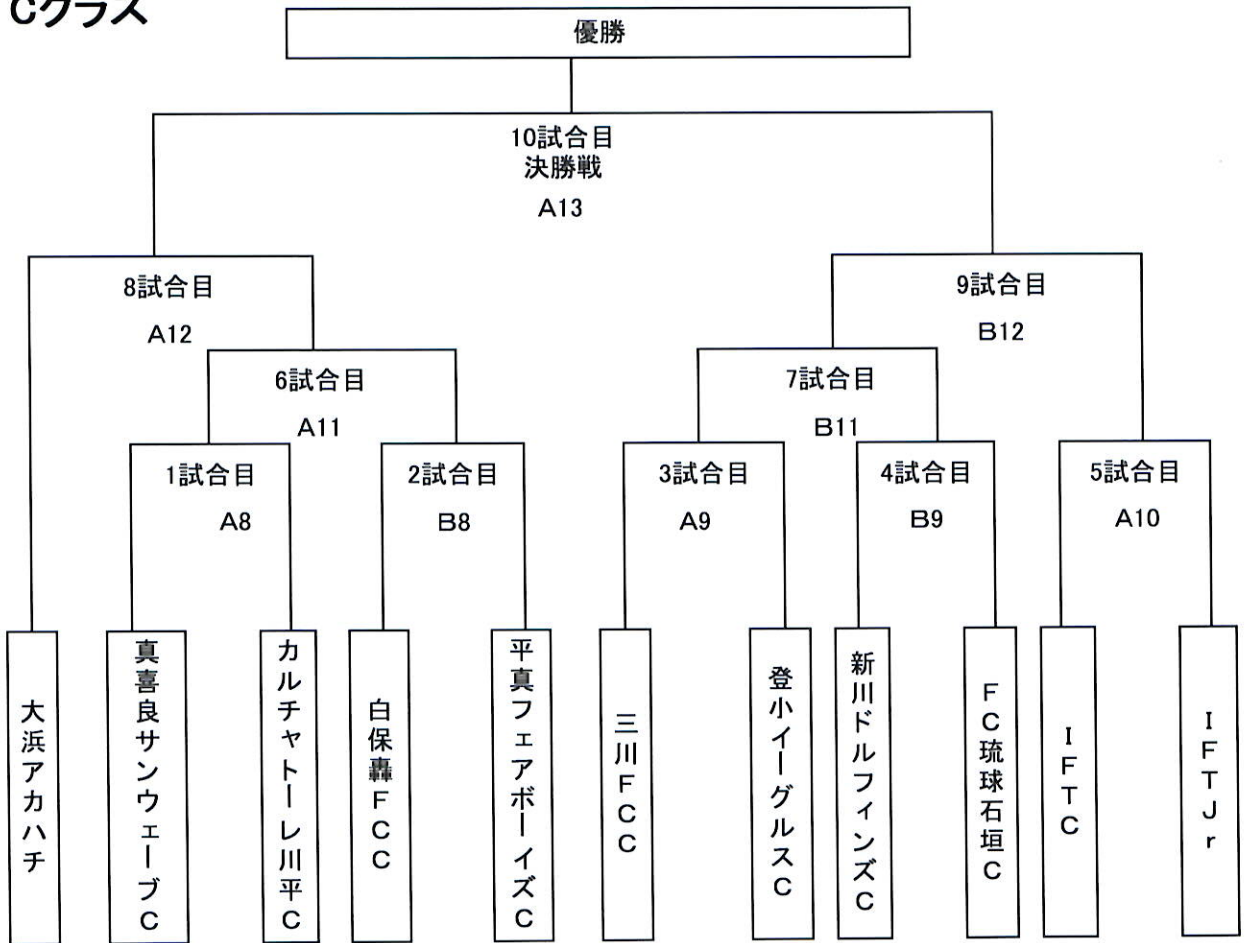 Cクラス
優勝
10試合目
決勝戦
A13
8試合目
A12
9試合目
B12
6試合目
A11
7試合目
B11
1試合目
A8
2試合目
B8
3試合目
A9
4試合目
B9
5試合目
A10
大浜アカハチ
真喜良サンウェーブC
カルチャトーレ川平C
白保轟FCC
平真フェアボーイズC
三川FCC
登小イーグルスC
新川ドルフィンズC
FC琉球石垣C
IFTC
IFTJr